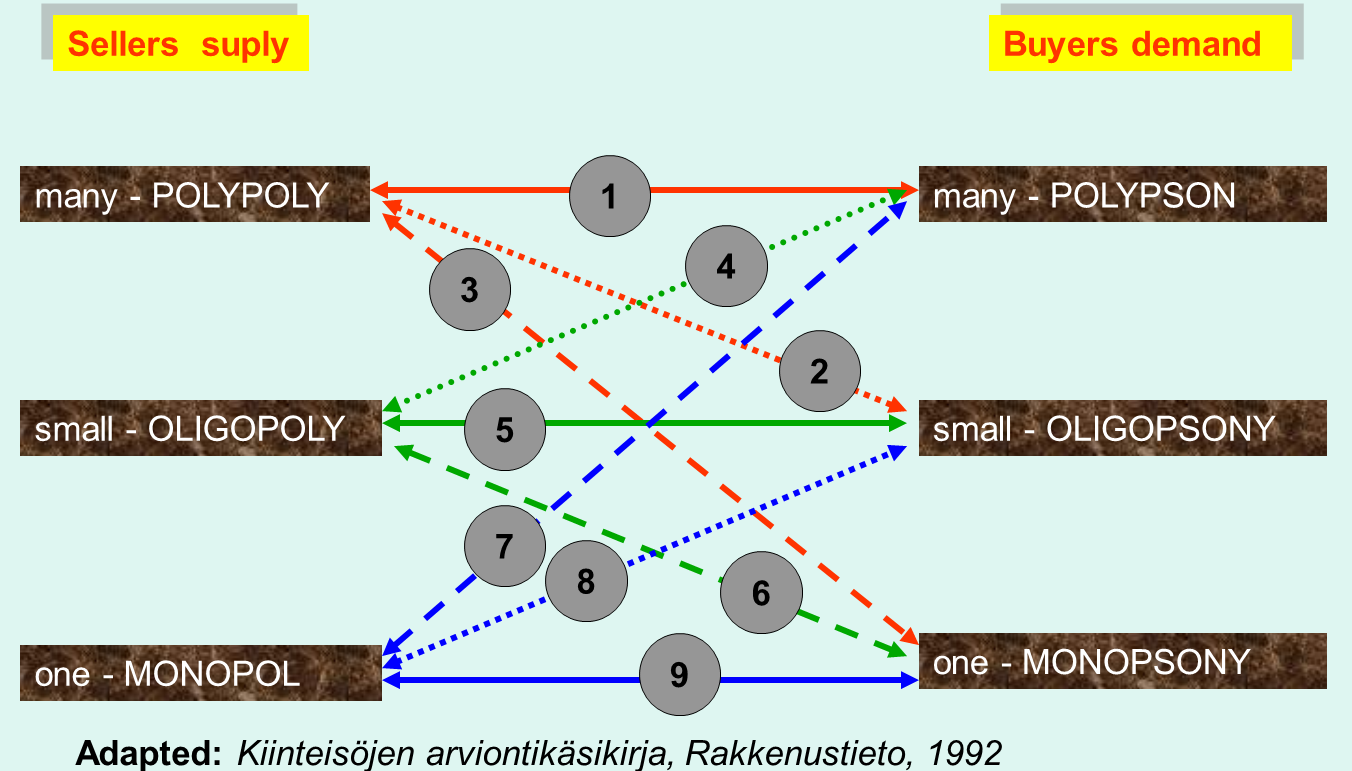 Sellers suply
Buyers demand
many - POLYPOLY
1
many - POLYPSON
4
3
2
small - OLIGOPOLY
5
small - OLIGOPSONY
7
8
6
one - MONOPOL
9
one - MONOPSONY
Adapted: Kiinteisöjen arviontikäsikirja, Rakkenustieto, 1992